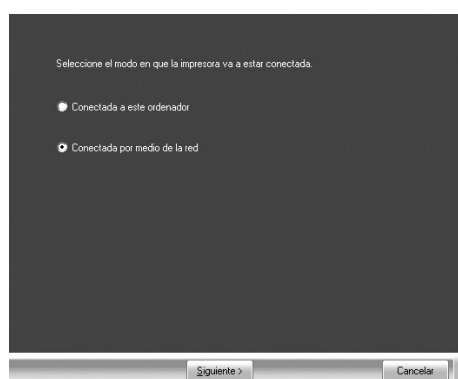 Seleccione el modo en que la impresora va a estar conectada.
Conectada a este ordenador
Conectada por medio de la red
Siguiente >
Cancelar